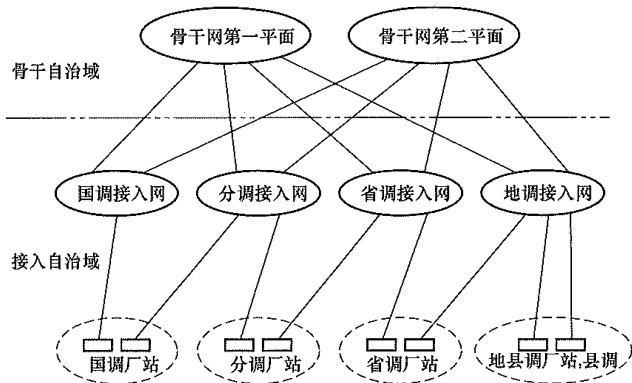 骨干网第一平面
骨干网第二平面
骨干自治域
国调接入网
分调接入网
省调接入网
地调接入网
接入自治域
国调厂站
分调厂站
省调厂站
地县调厂站,县调